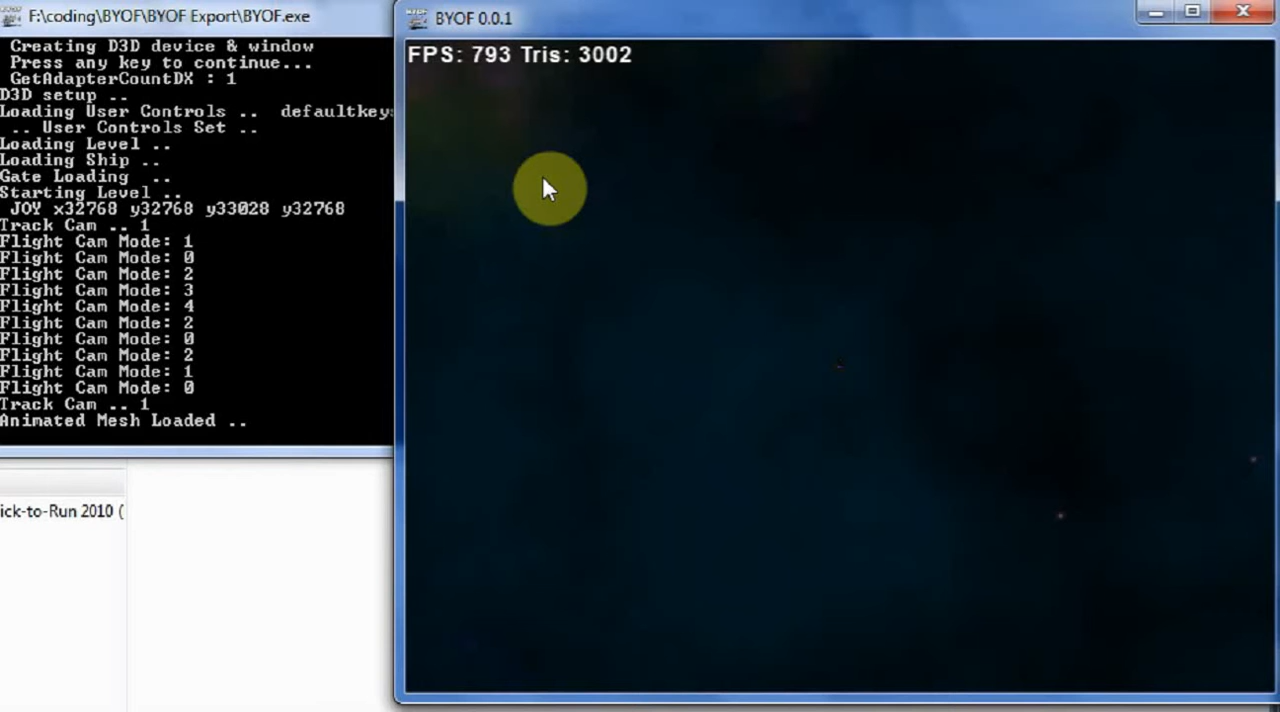 F:\coding\BYOF\BYOF Export\BYOF.exe
Creating D3D device & window
Press any key to continue...
GetAdapterCountDX : 1
D3D setup ..
Loading User Controls ..  defaultkeys
.. User Controls Set ..
Loading Level ..
Loading Ship ..
Gate Loading  ..
Starting Level ..
JOY x32768 y32768 y33028 y32768
Track Cam .. 1
Flight Cam Mode: 1
Flight Cam Mode: 0
Flight Cam Mode: 2
Flight Cam Mode: 3
Flight Cam Mode: 4
Flight Cam Mode: 2
Flight Cam Mode: 0
Flight Cam Mode: 2
Flight Cam Mode: 1
Flight Cam Mode: 0
Track Cam .. 1
Animated Mesh Loaded ..
ick-to-Run 2010 (
BYOF 0.0.1
FPS: 793 Tris: 3002